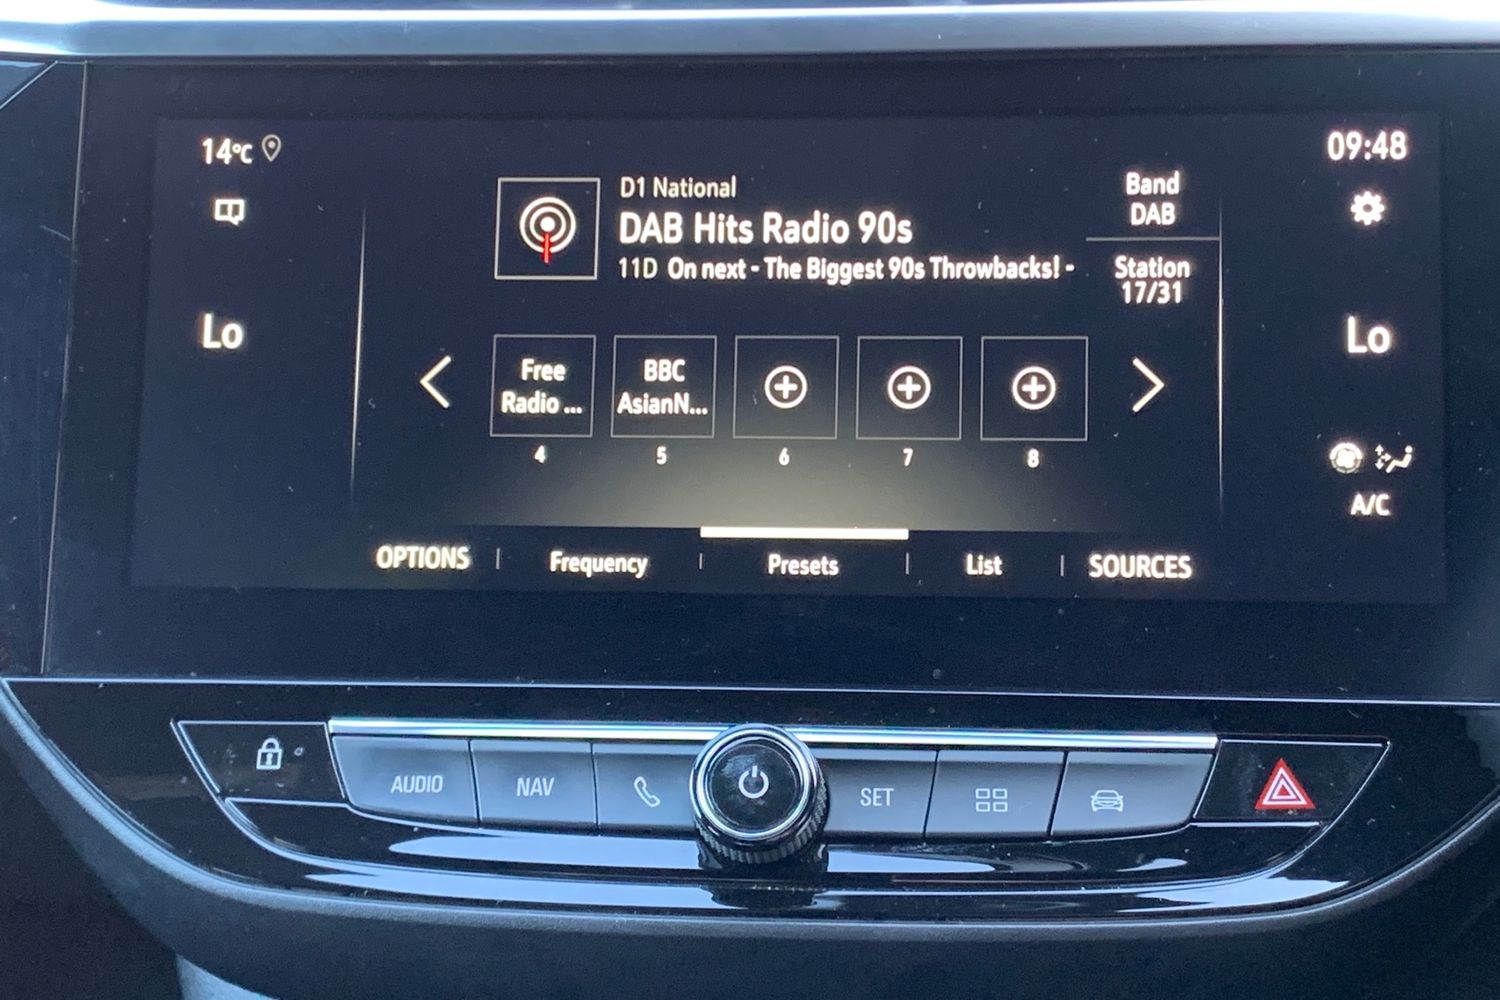 14°C
09:48
D1 National
DAB Hits Radio 90s
11D On next - The Biggest 90s Throwbacks! -
Band
DAB
Station
17/31
Lo
Lo
Free
Radio ...
BBC
AsianN...
4
5
6
7
8
A/C
OPTIONS
Frequency
Presets
List
SOURCES
AUDIO
NAV
SET